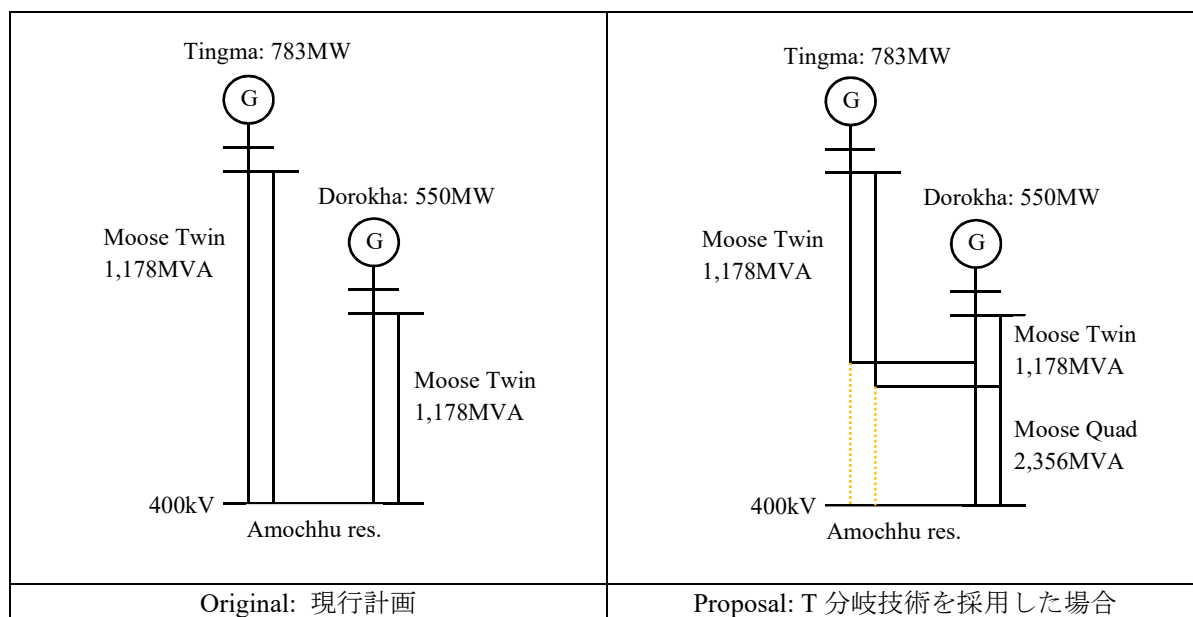 Tingma: 783MW
G
Dorokha: 550MW
G
Moose Twin
1,178MVA
Moose Twin
1,178MVA
400kV
Amochhu res.
Original: 現行計画
Tingma: 783MW
G
Dorokha: 550MW
G
Moose Twin
1,178MVA
Moose Twin
1,178MVA
Moose Quad
2,356MVA
400kV
Amochhu res.
Proposal: T 分岐技術を採用した場合